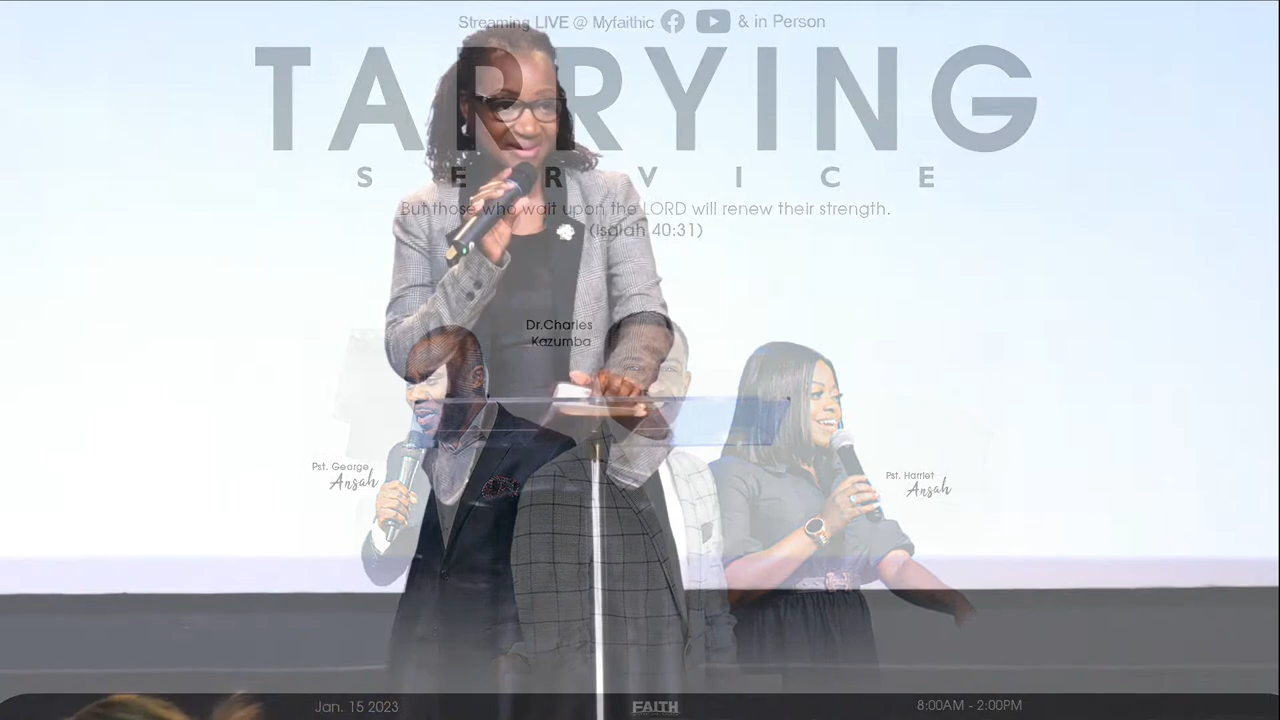 Streaming LIVE @ Myfaithic & in Person
TARRYING
SERVICE
But those who wait upon the LORD will renew their strength.
(Isaiah 40:31)
Dr.Charles
Kazumba
Pst. George
Ansah
Pst. Harriet
Ansah
Jan. 15 2023
FAITH
8:00AM - 2:00PM